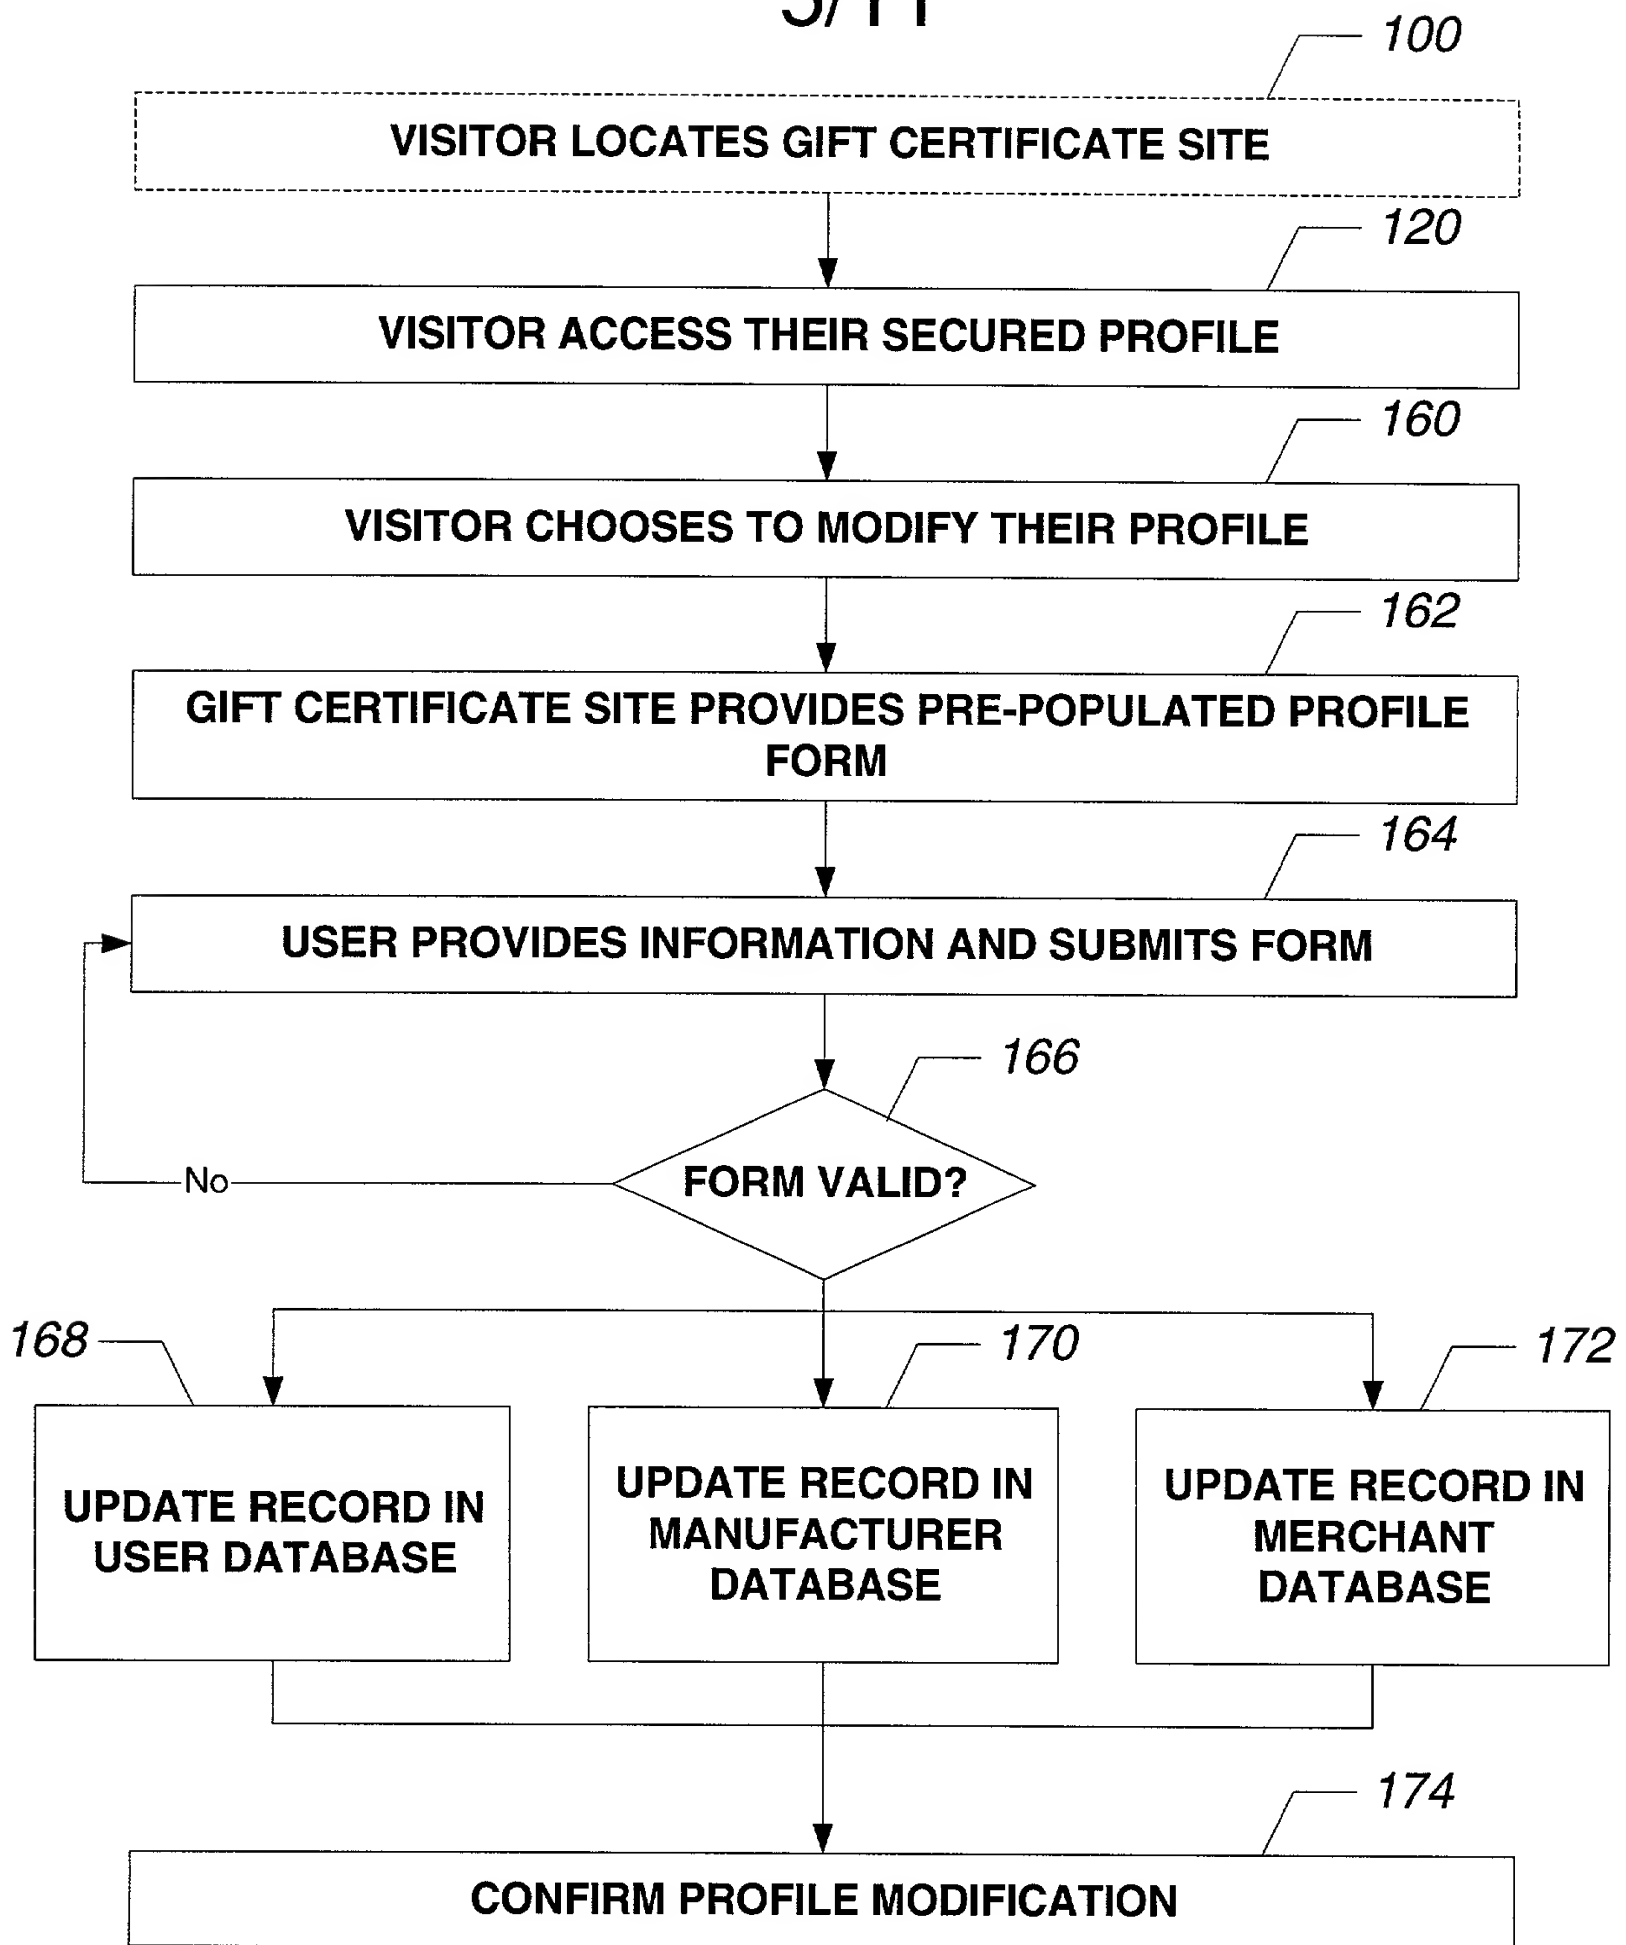 100
VISITOR LOCATES GIFT CERTIFICATE SITE
120
VISITOR ACCESS THEIR SECURED PROFILE
160
VISITOR CHOOSES TO MODIFY THEIR PROFILE
162
GIFT CERTIFICATE SITE PROVIDES PRE-POPULATED PROFILE
FORM
164
USER PROVIDES INFORMATION AND SUBMITS FORM
166
FORM VALID?
No
168
170
172
UPDATE RECORD IN
USER DATABASE
UPDATE RECORD IN
MANUFACTURER
DATABASE
UPDATE RECORD IN
MERCHANT
DATABASE
174
CONFIRM PROFILE MODIFICATION